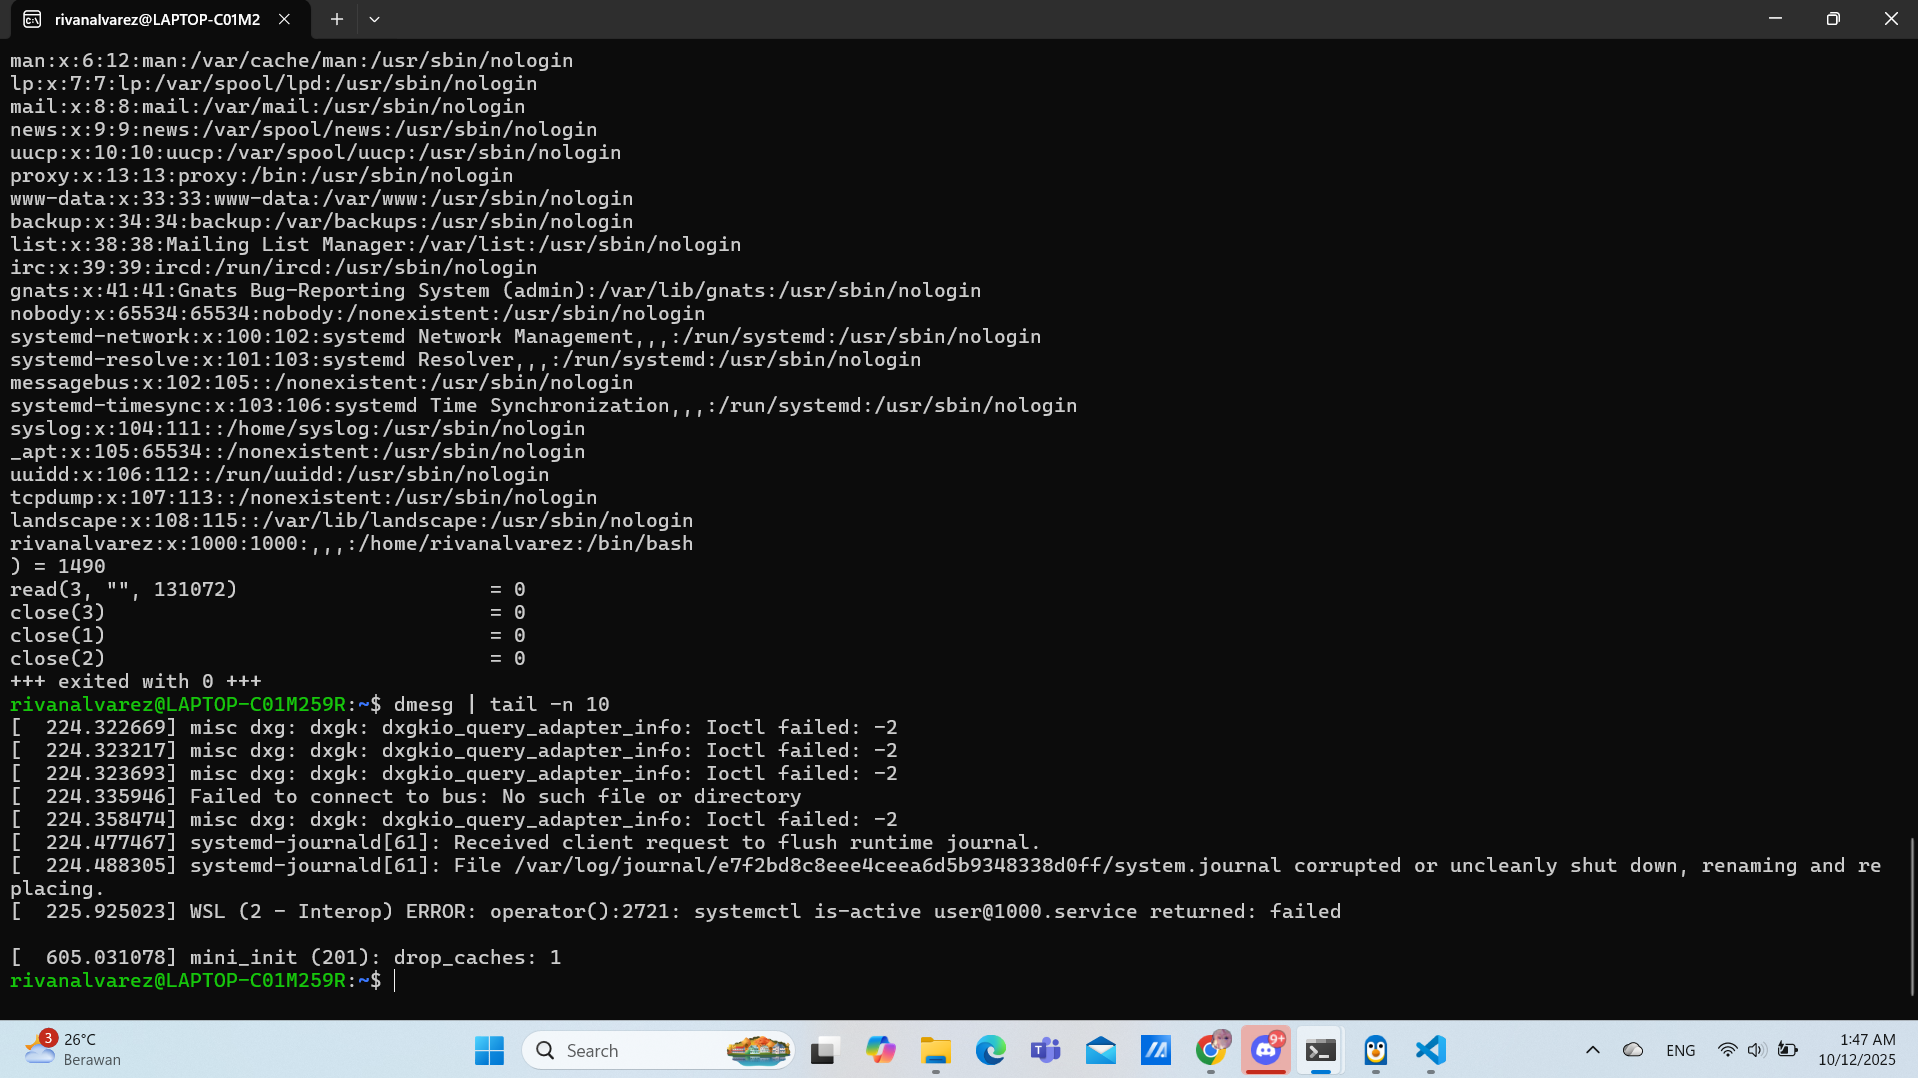 rivanalvarez@LAPTOP-C01M2
man:x:6:12:man:/var/cache/man:/usr/sbin/nologin
lp:x:7:7:lp:/var/spool/lpd:/usr/sbin/nologin
mail:x:8:8:mail:/var/mail:/usr/sbin/nologin
news:x:9:9:news:/var/spool/news:/usr/sbin/nologin
uucp:x:10:10:uucp:/var/spool/uucp:/usr/sbin/nologin
proxy:x:13:13:proxy:/bin:/usr/sbin/nologin
www-data:x:33:33:www-data:/var/www:/usr/sbin/nologin
backup:x:34:34:backup:/var/backups:/usr/sbin/nologin
list:x:38:38:Mailing List Manager:/var/list:/usr/sbin/nologin
irc:x:39:39:ircd:/run/ircd:/usr/sbin/nologin
gnats:x:41:41:Gnats Bug-Reporting System (admin):/var/lib/gnats:/usr/sbin/nologin
nobody:x:65534:65534:nobody:/nonexistent:/usr/sbin/nologin
systemd-network:x:100:102:systemd Network Management,,,:/run/systemd:/usr/sbin/nologin
systemd-resolve:x:101:103:systemd Resolver,,,:/run/systemd:/usr/sbin/nologin
messagebus:x:102:105::/nonexistent:/usr/sbin/nologin
systemd-timesync:x:103:106:systemd Time Synchronization,,,:/run/systemd:/usr/sbin/nologin
syslog:x:104:111::/home/syslog:/usr/sbin/nologin
_apt:x:105:65534::/nonexistent:/usr/sbin/nologin
uuidd:x:106:112::/run/uuidd:/usr/sbin/nologin
tcpdump:x:107:113::/nonexistent:/usr/sbin/nologin
landscape:x:108:115::/var/lib/landscape:/usr/sbin/nologin
rivanalvarez:x:1000:1000:,,,:/home/rivanalvarez:/bin/bash
) = 1490
read(3, "", 131072)                     = 0
close(3)                                = 0
close(1)                                = 0
close(2)                                = 0
+++ exited with 0 +++
rivanalvarez@LAPTOP-C01M259R:~$ dmesg | tail -n 10
[  224.322669] misc dxg: dxgk: dxgkio_query_adapter_info: Ioctl failed: -2
[  224.323217] misc dxg: dxgk: dxgkio_query_adapter_info: Ioctl failed: -2
[  224.323693] misc dxg: dxgk: dxgkio_query_adapter_info: Ioctl failed: -2
[  224.335946] Failed to connect to bus: No such file or directory
[  224.358474] misc dxg: dxgk: dxgkio_query_adapter_info: Ioctl failed: -2
[  224.477467] systemd-journald[61]: Received client request to flush runtime journal.
[  224.488305] systemd-journald[61]: File /var/log/journal/e7f2bd8c8eee4ceea6d5b9348338d0ff/system.journal corrupted or uncleanly shut down, renaming and re
placing.
[  225.925023] WSL (2 - Interop) ERROR: operator():2721: systemctl is-active user@1000.service returned: failed
[  605.031078] mini_init (201): drop_caches: 1
rivanalvarez@LAPTOP-C01M259R:~$
3
26°C
Berawan
Search
9+
ENG
1:47 AM
10/12/2025